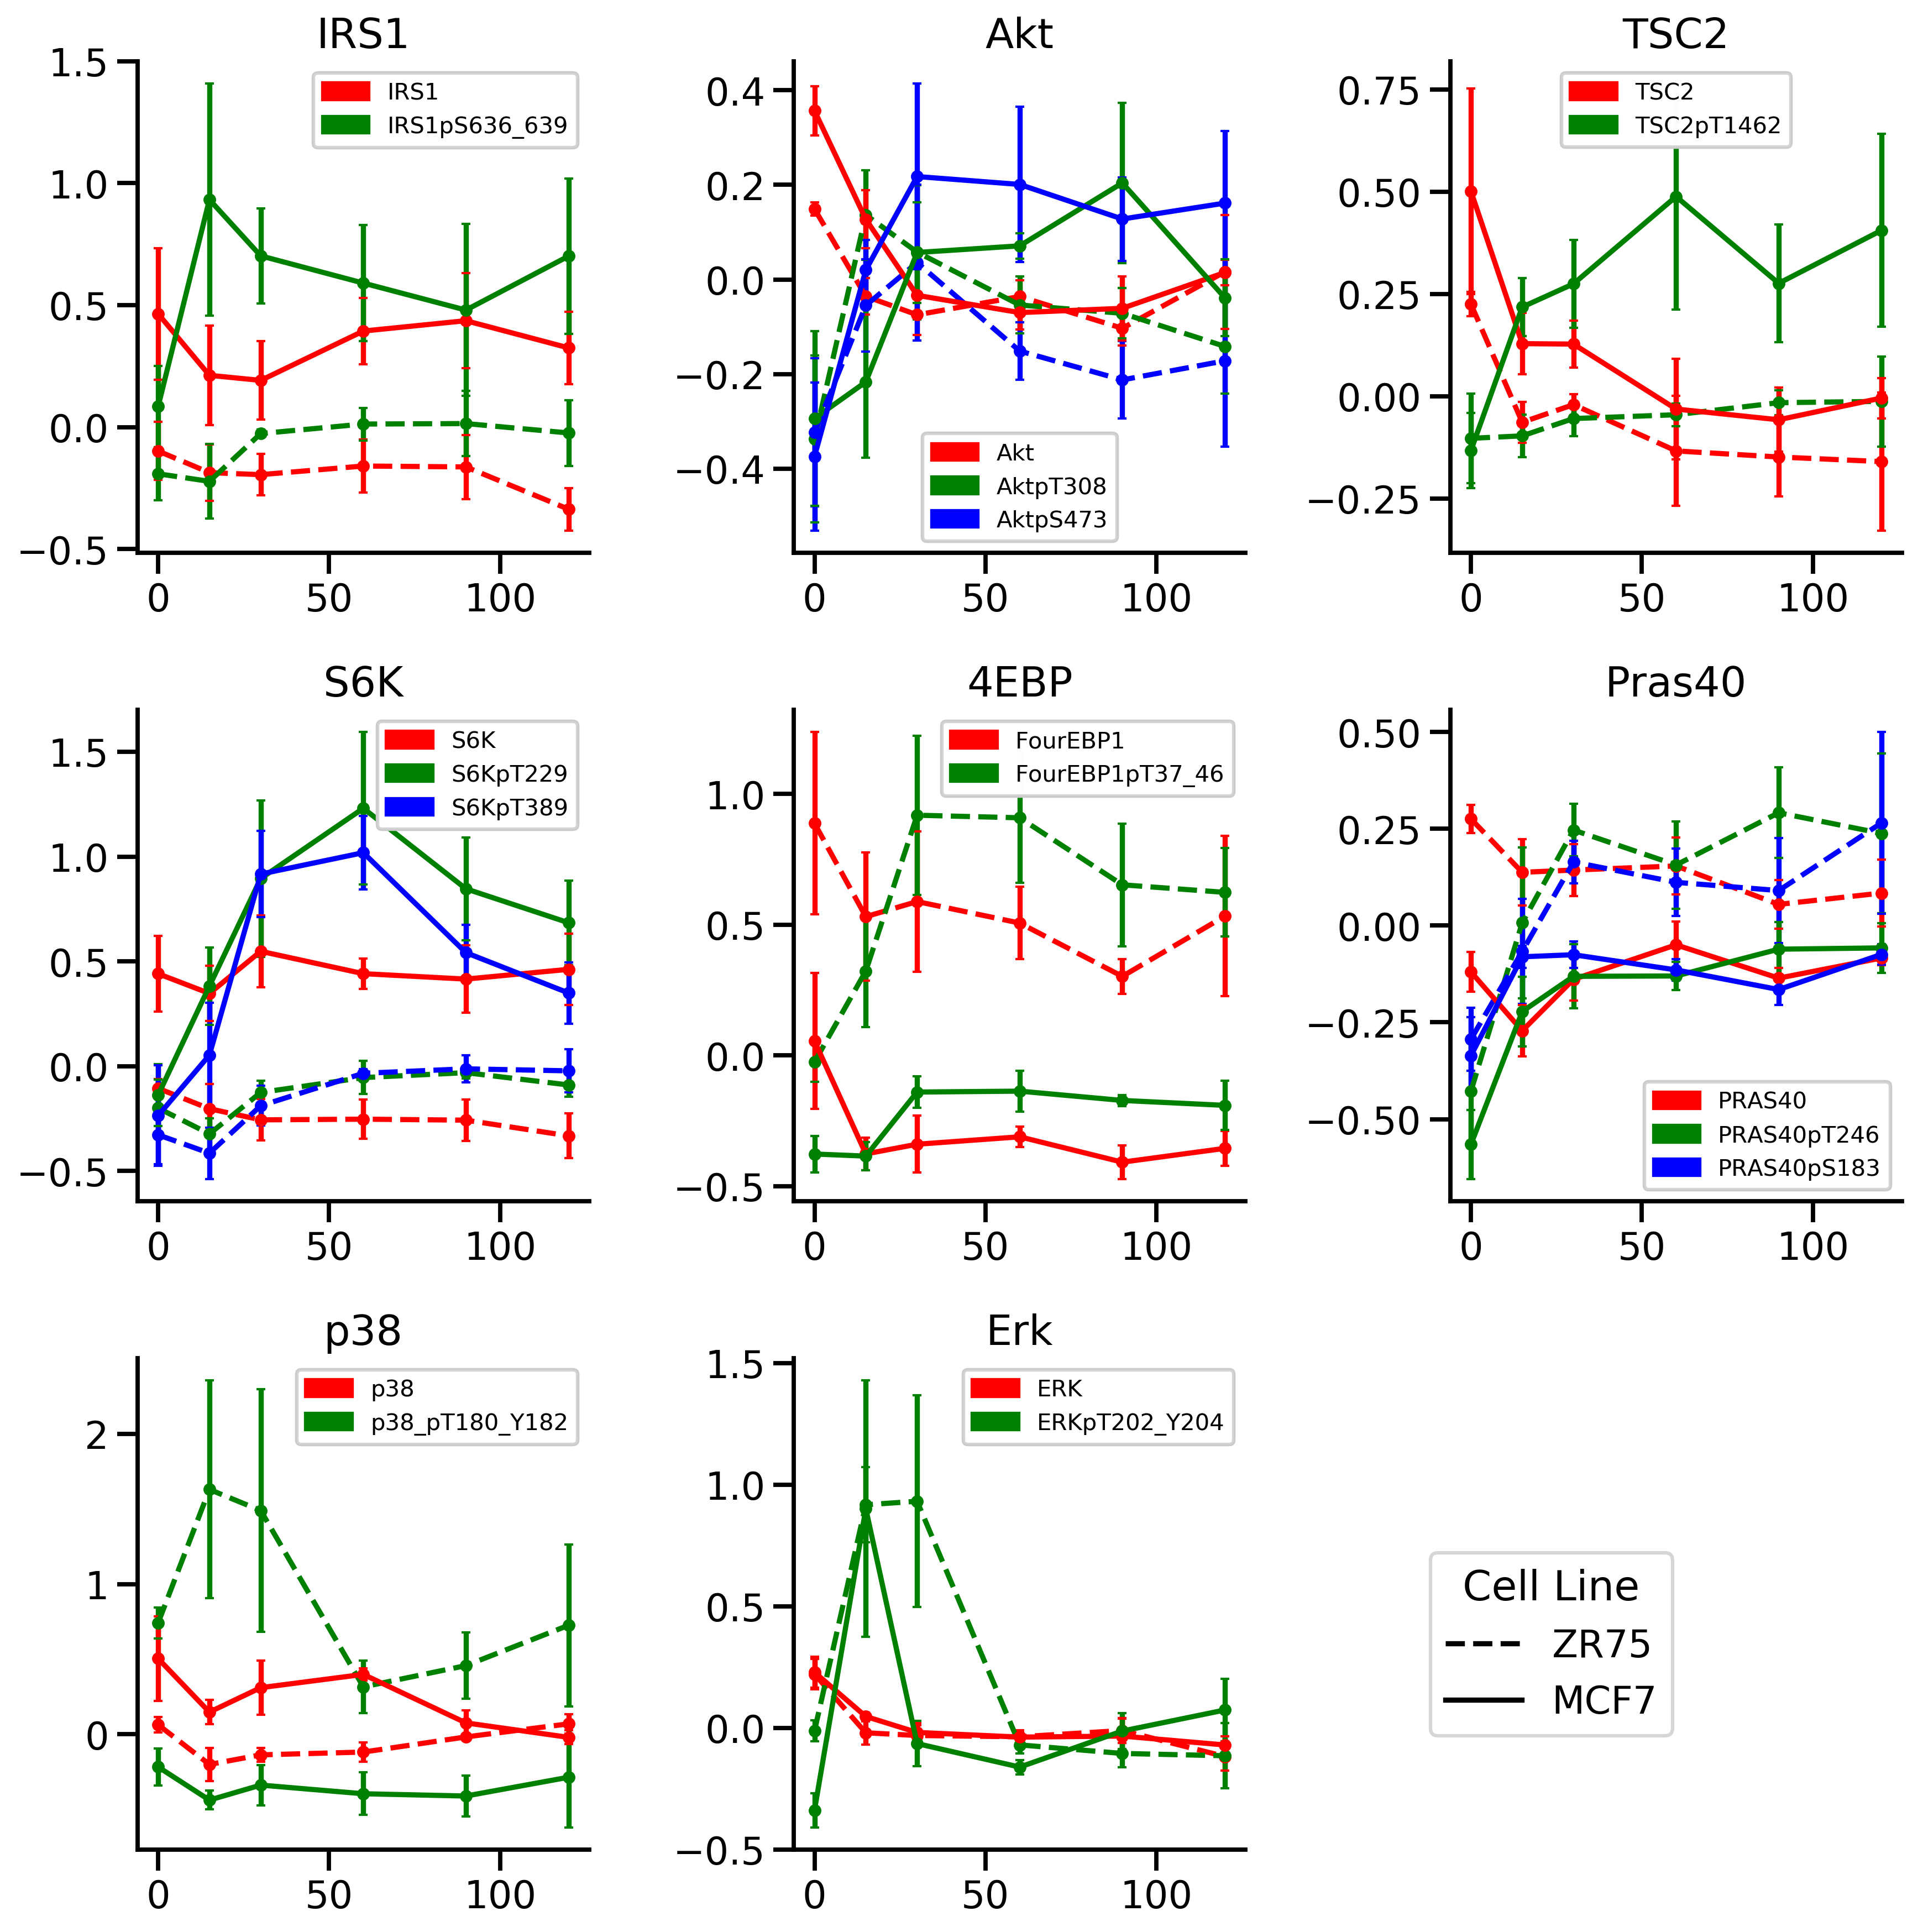 IRS1
1.5
1.0
0.5
0.0
−0.5
0
50
100
IRS1
IRS1pS636_639
Akt
0.4
0.2
0.0
−0.2
−0.4
0
50
100
Akt
AktpT308
AktpS473
TSC2
0.75
0.50
0.25
0.00
−0.25
0
50
100
TSC2
TSC2pT1462
S6K
1.5
1.0
0.5
0.0
−0.5
0
50
100
S6K
S6KpT229
S6KpT389
4EBP
1.0
0.5
0.0
−0.5
0
50
100
FourEBP1
FourEBP1pT37_46
Pras40
0.50
0.25
0.00
−0.25
−0.50
0
50
100
PRAS40
PRAS40pT246
PRAS40pS183
p38
2
1
0
0
50
100
p38
p38_pT180_Y182
Erk
1.5
1.0
0.5
0.0
−0.5
0
50
100
ERK
ERKpT202_Y204
Cell Line
ZR75
MCF7